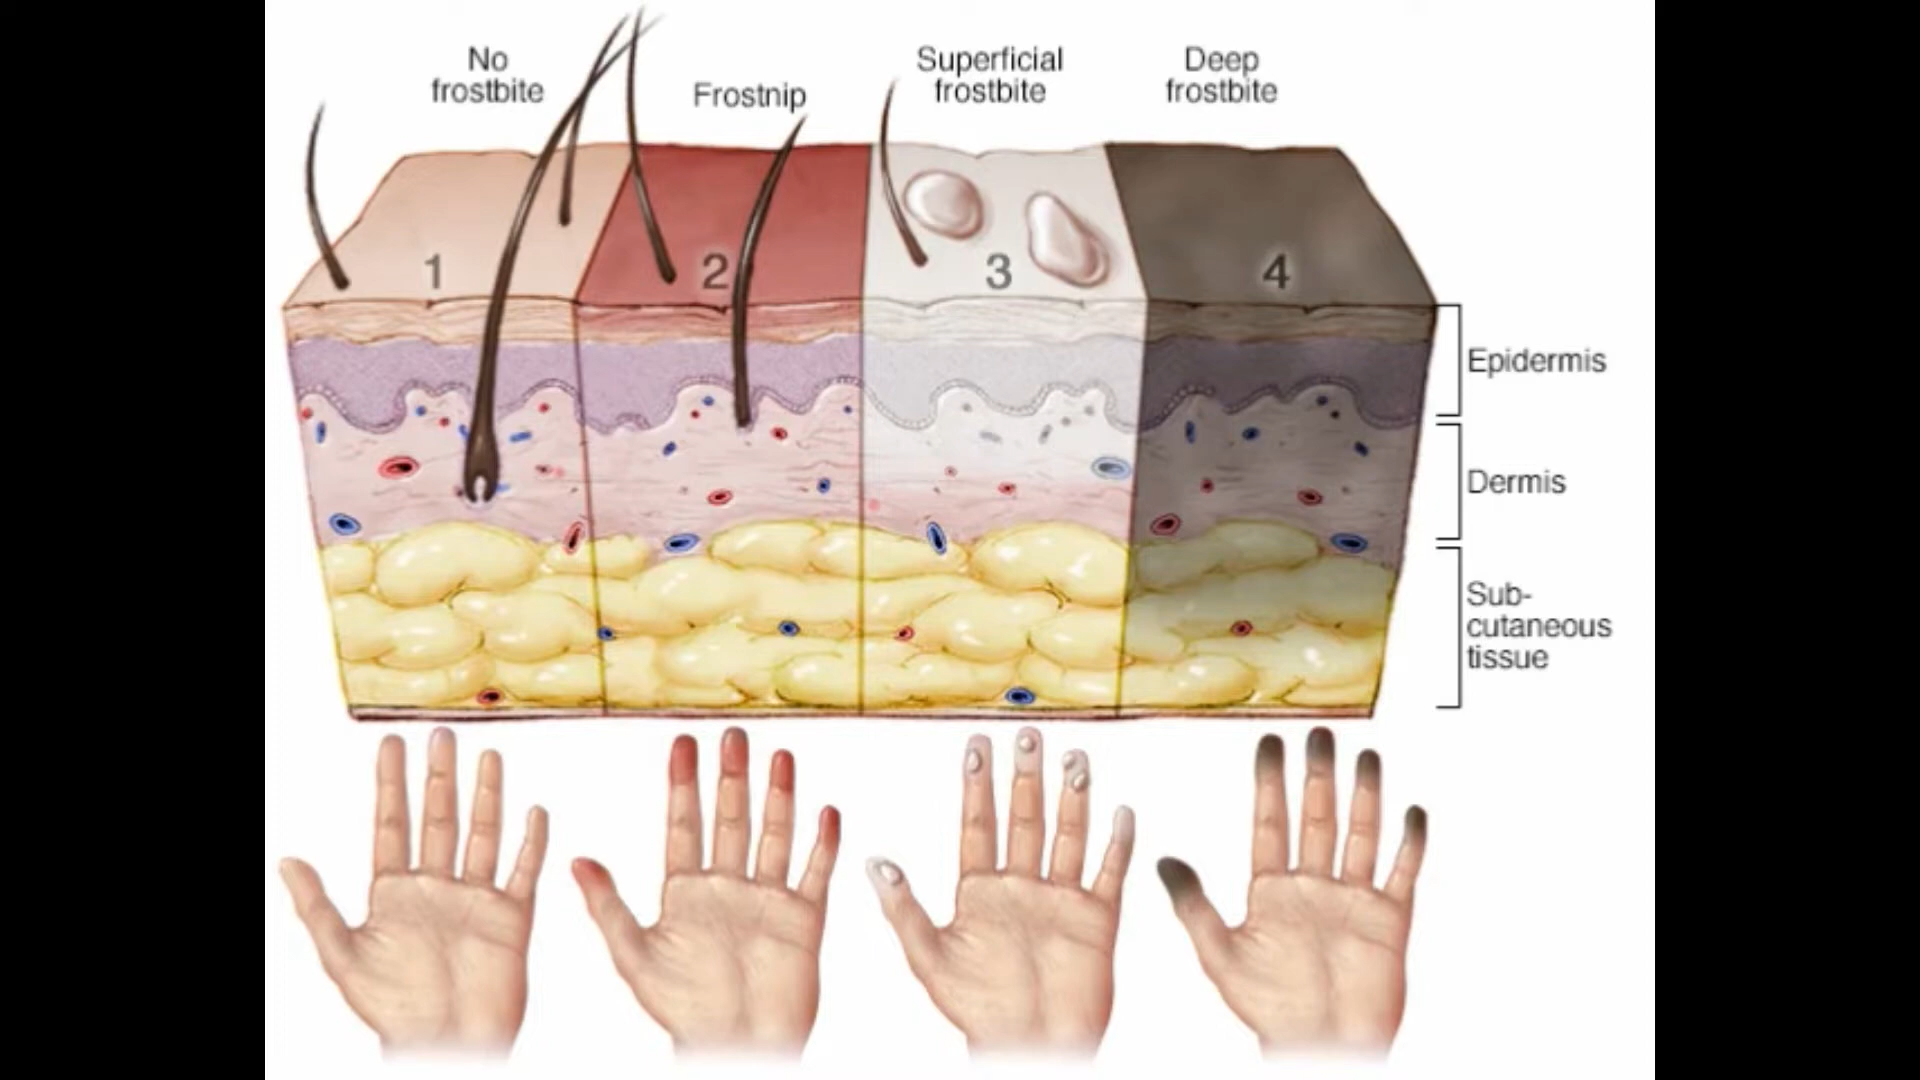 No
frostbite
Frostnip
Superficial
frostbite
Deep
frostbite
1
2
3
4
Epidermis
Dermis
Sub-
cutaneous
tissue